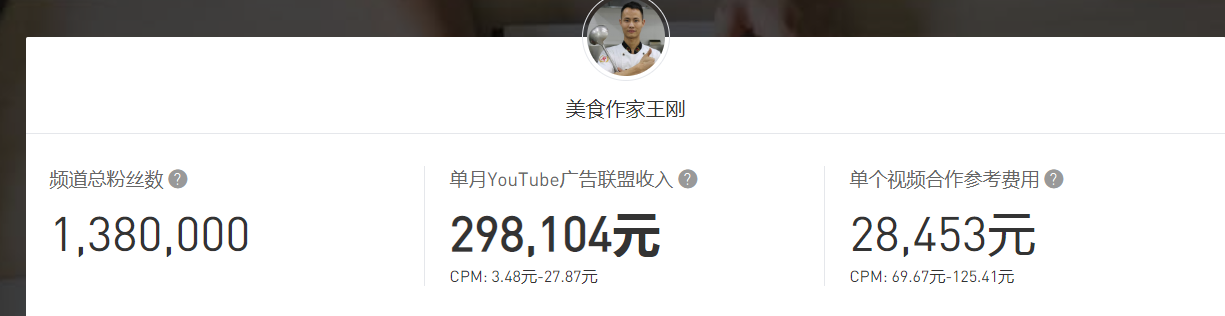 美食作家王刚
频道总粉丝数 ?
1,380,000
单月YouTube广告联盟收入 ?
298,104元
CPM: 3.48元-27.87元
单个视频合作参考费用 ?
28,453元
CPM: 69.67元-125.41元